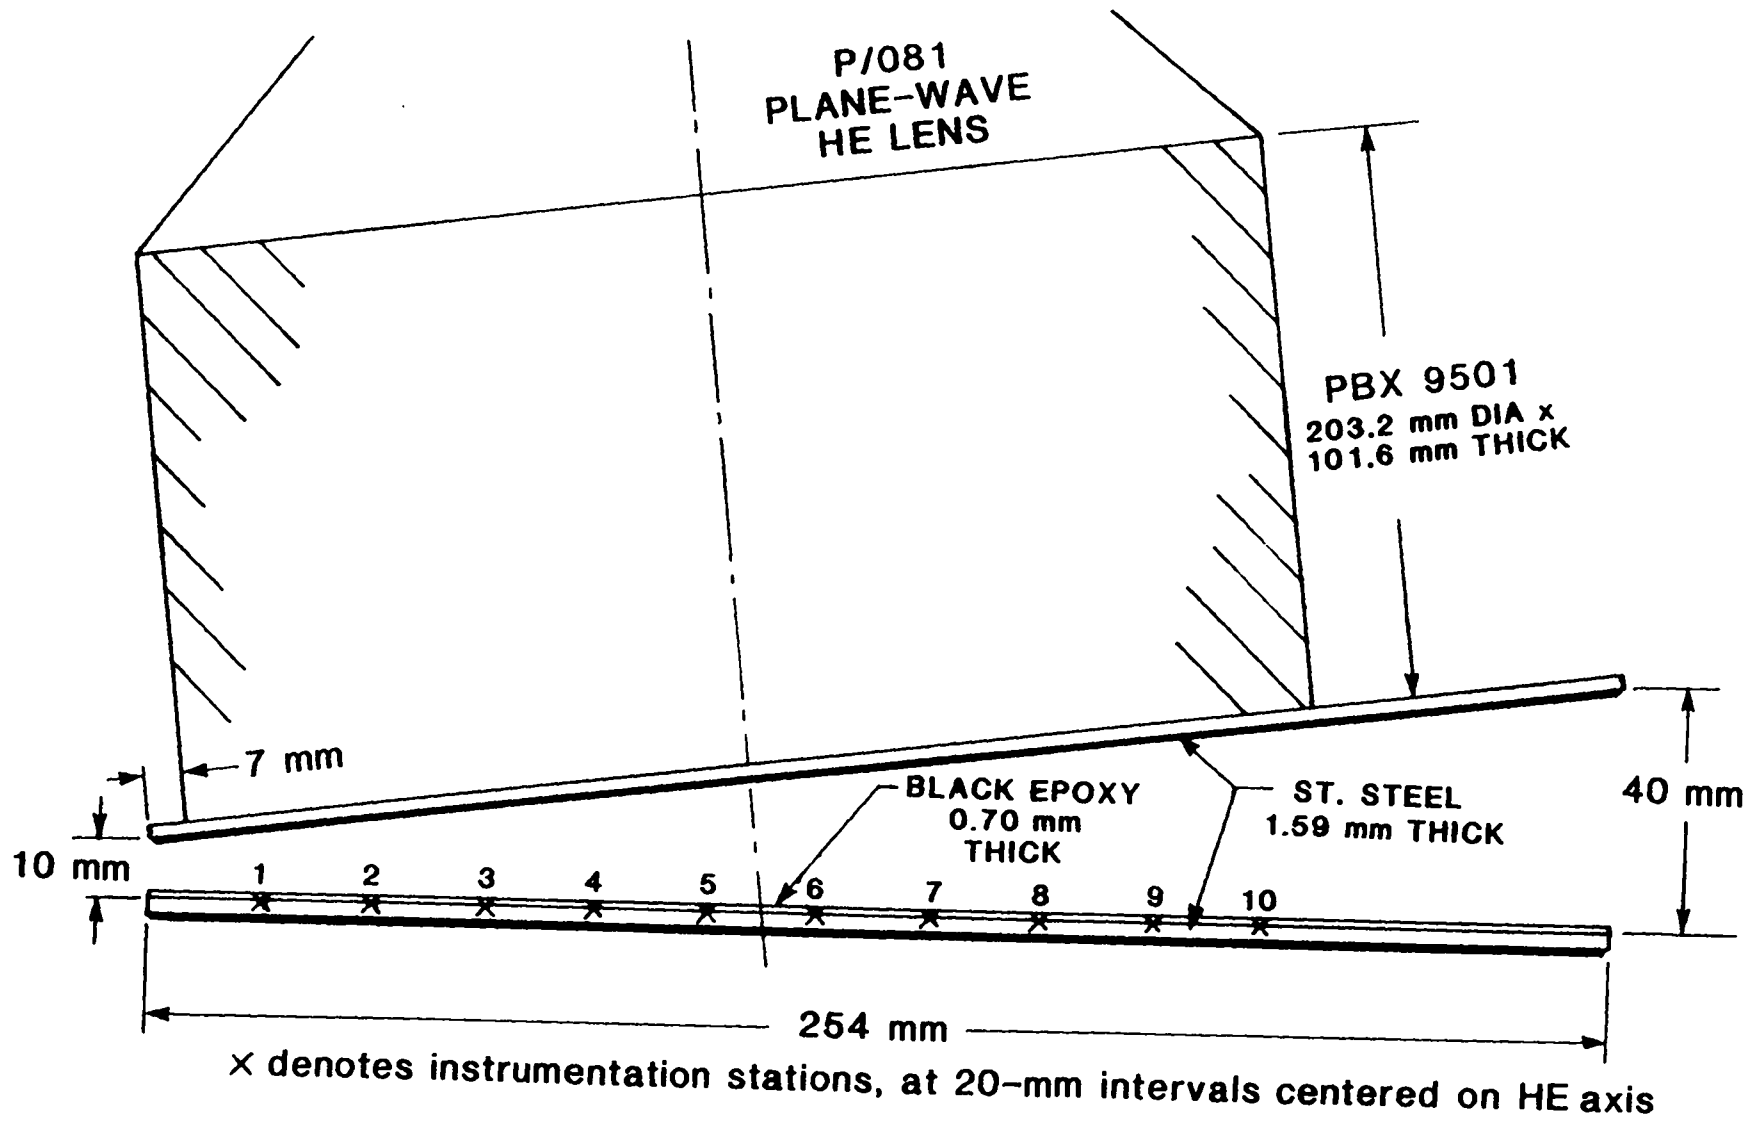 P/081
PLANE-WAVE
HE LENS
PBX 9501
203.2 mm DIA x
101.6 mm THICK
7 mm
10 mm
BLACK EPOXY
0.70 mm
THICK
ST. STEEL
1.59 mm THICK
40 mm
1 2 3 4 5 6 7 8 9 10
254 mm
x denotes instrumentation stations, at 20-mm intervals centered on HE axis